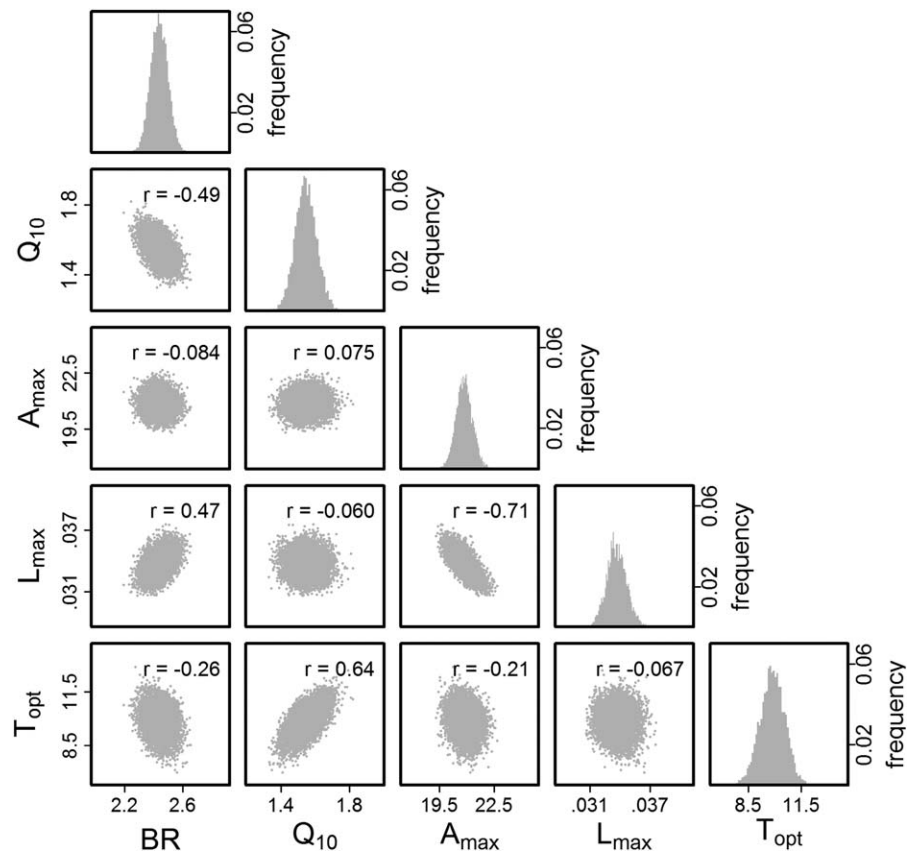 0.06
0.02
frequency
Q10
1.8
1.4
r = -0.49
0.06
0.02
frequency
Amax
22.5
19.5
r = -0.084
r = 0.075
0.06
0.02
frequency
Lmax
.037
.031
r = 0.47
r = -0.060
r = -0.71
0.06
0.02
frequency
Topt
11.5
8.5
r = -0.26
r = 0.64
r = -0.21
r = -0.067
0.06
0.02
frequency
2.2 2.6 1.4 1.8 19.5 22.5 .031 .037 8.5 11.5
BR Q10 Amax Lmax Topt